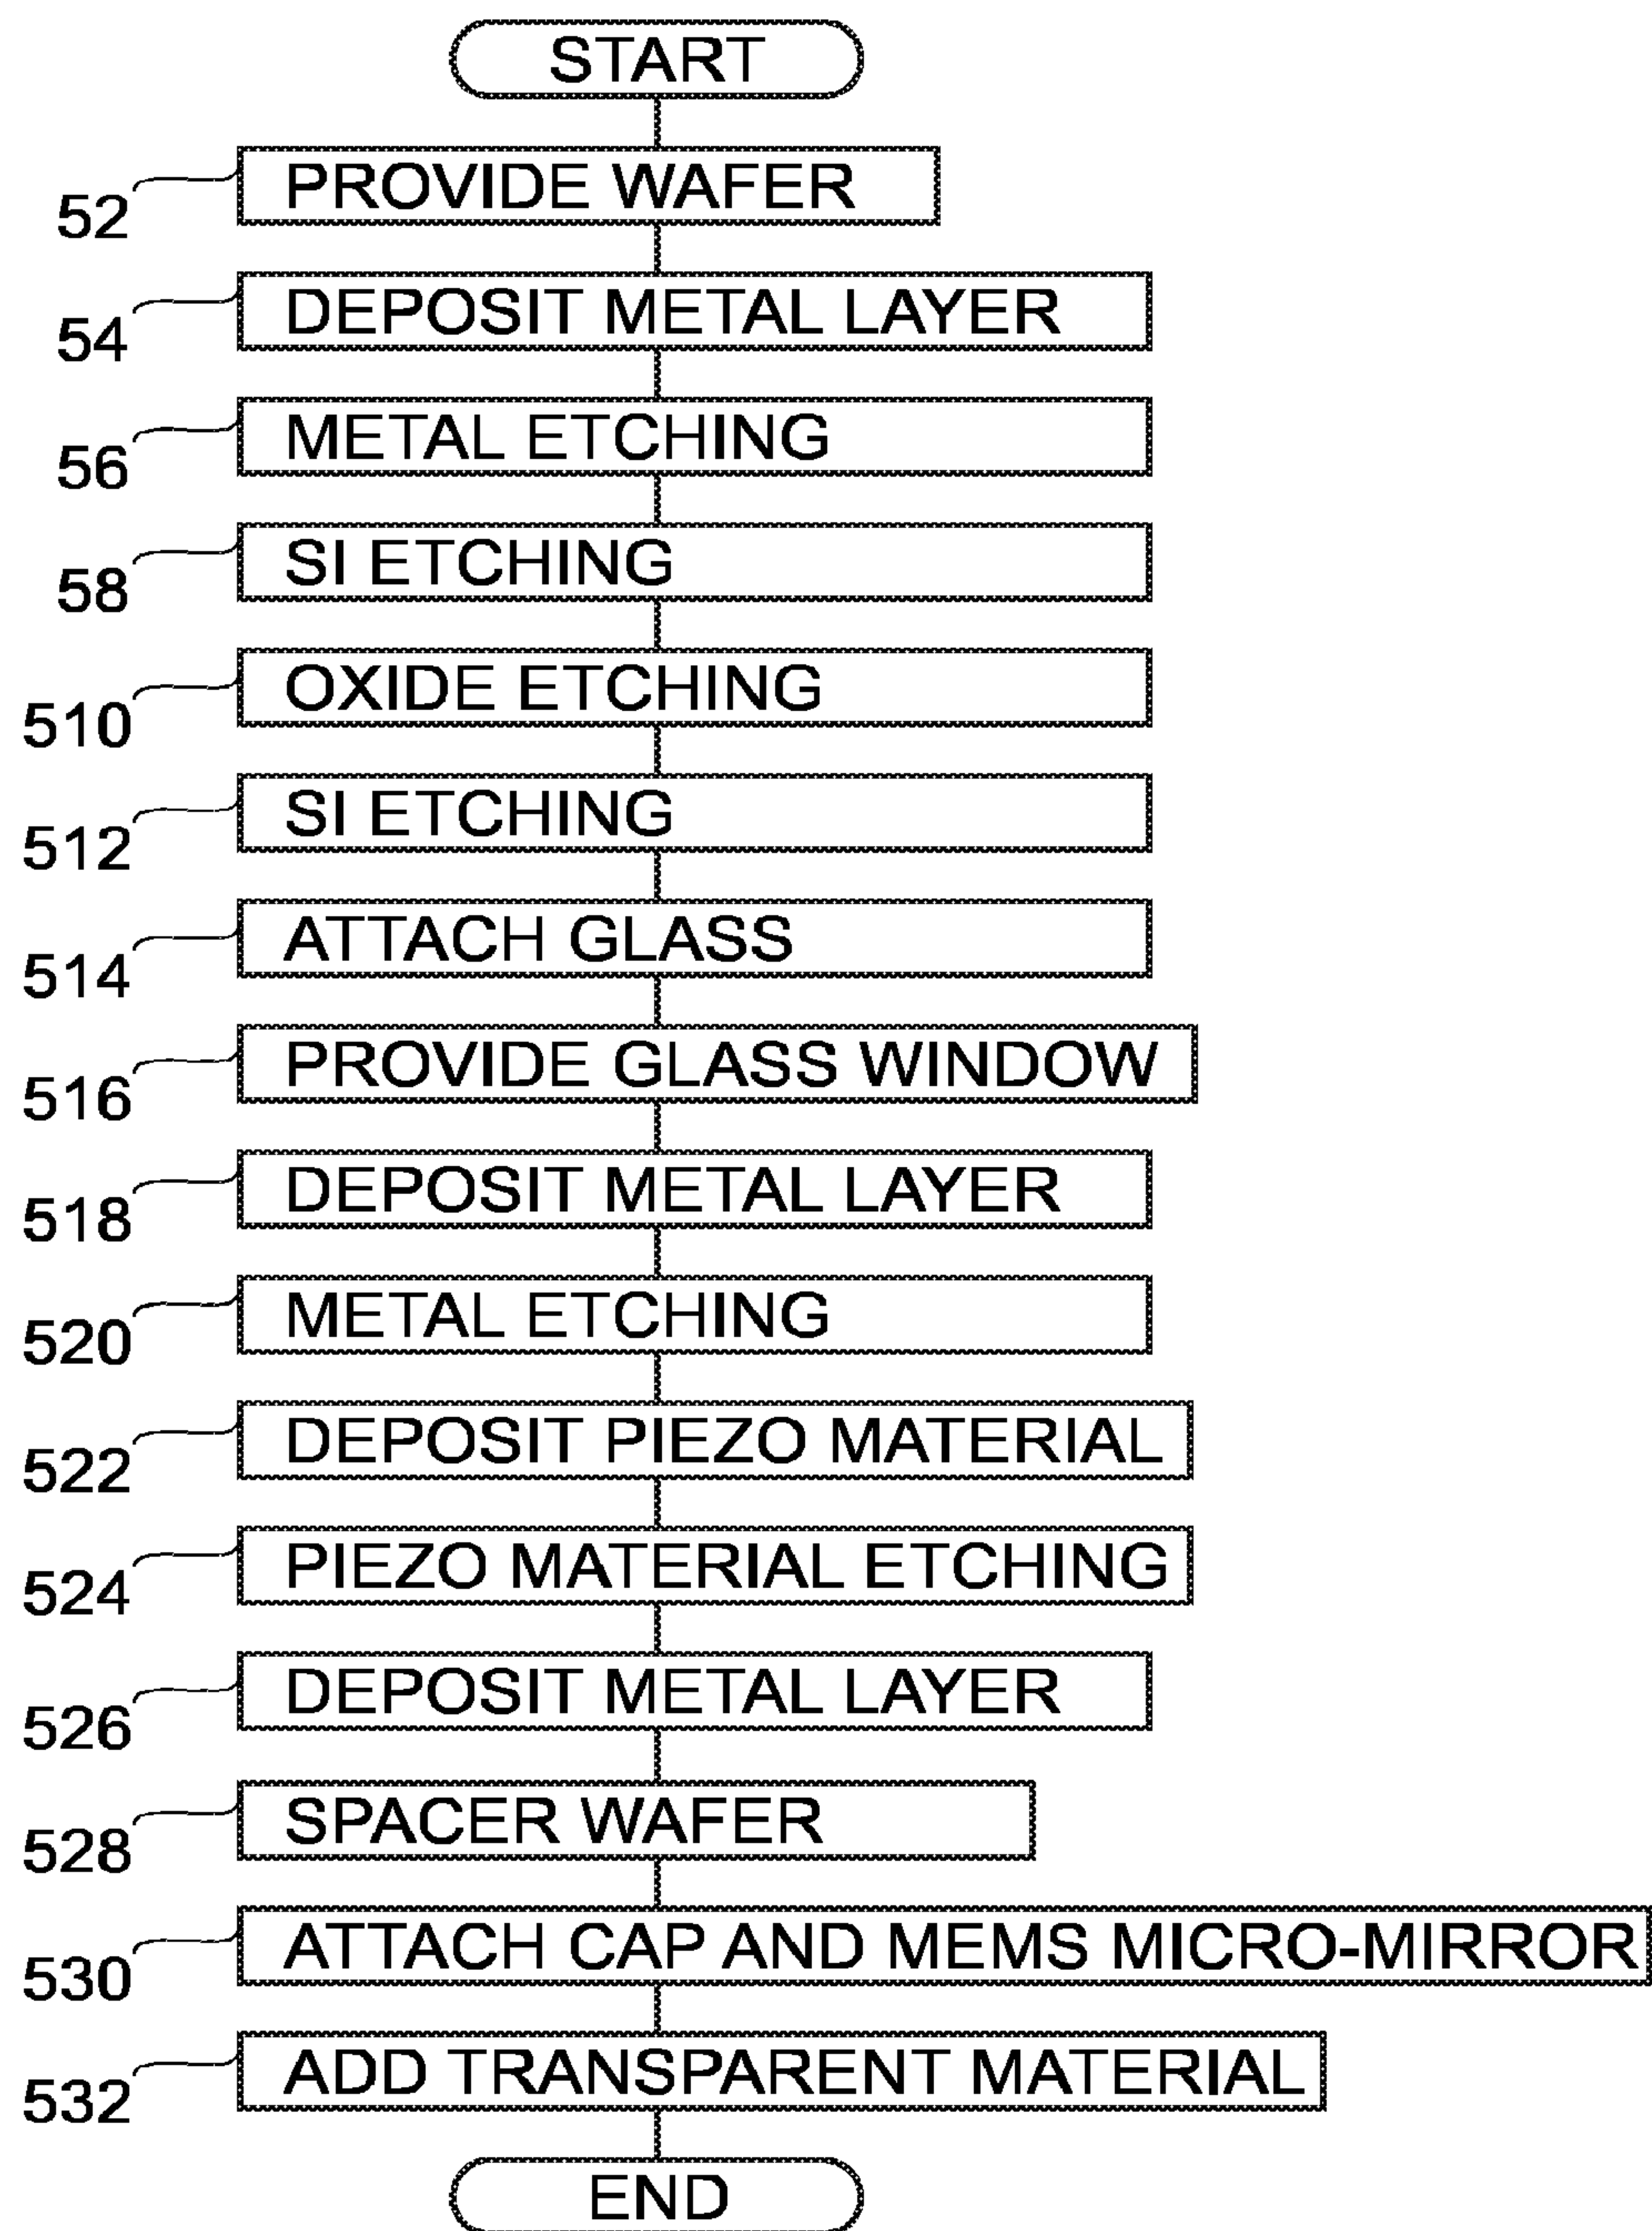 START
52 PROVIDE WAFER
54 DEPOSIT METAL LAYER
56 METAL ETCHING
58 SI ETCHING
510 OXIDE ETCHING
512 SI ETCHING
514 ATTACH GLASS
516 PROVIDE GLASS WINDOW
518 DEPOSIT METAL LAYER
520 METAL ETCHING
522 DEPOSIT PIEZO MATERIAL
524 PIEZO MATERIAL ETCHING
526 DEPOSIT METAL LAYER
528 SPACER WAFER
530 ATTACH CAP AND MEMS MICRO-MIRROR
532 ADD TRANSPARENT MATERIAL
END